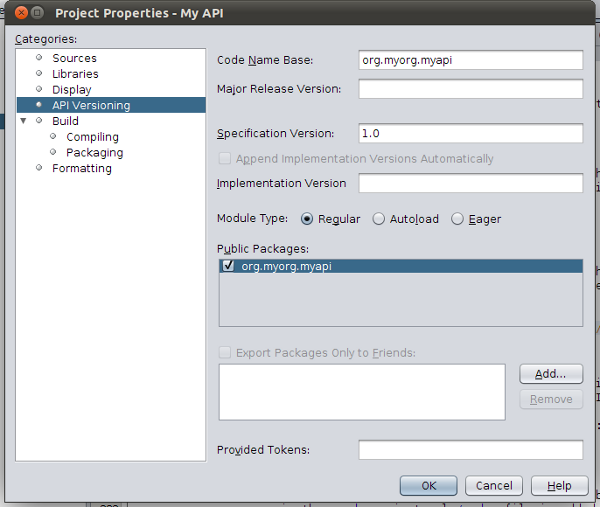 Project Properties - My API
Categories:
Sources
Libraries
Display
API Versioning
Build
Compiling
Packaging
Formatting
Code Name Base: org.myorg.myapi
Major Release Version:
Specification Version: 1.0
Append Implementation Versions Automatically
Implementation Version
Module Type: Regular Autoload Eager
Public Packages:
org.myorg.myapi
Export Packages Only to Friends:
Add...
Remove
Provided Tokens:
OK Cancel Help